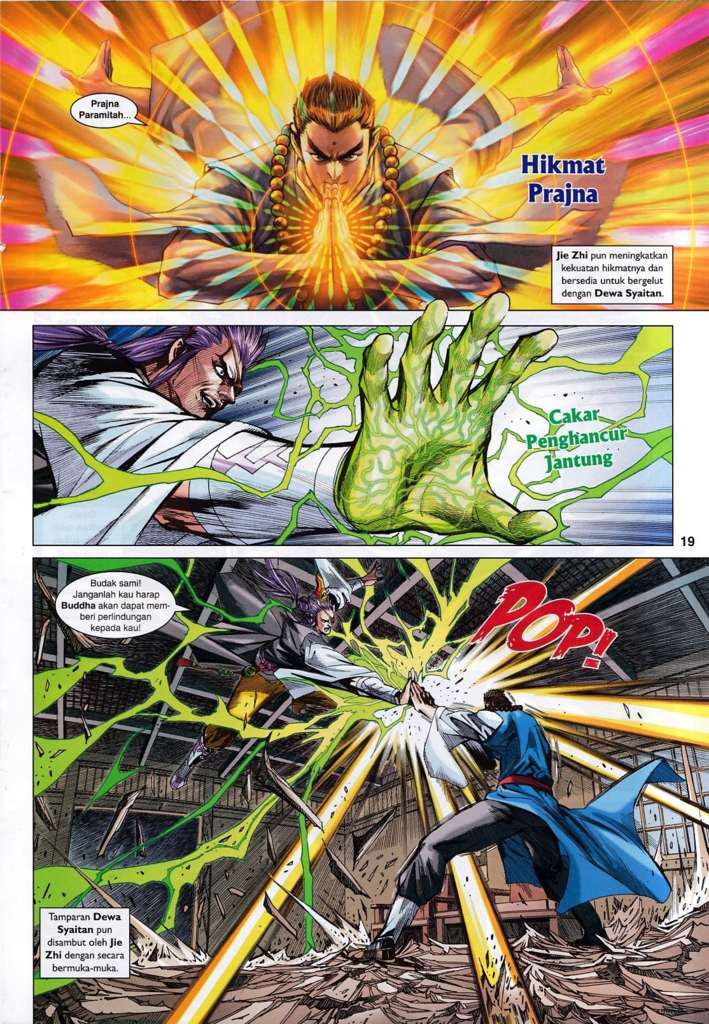 Prajna
Paramitah...
Hikmat
Prajna
Jie Zhi pun meningkatkan
kekuatan hikmatnya dan
bersedia untuk bergelut
dengan Dewa Syaitan.
Cakar
Penghancur
Jantung
19
Budak sami!
Janganlah kau harap
Buddha akan dapat mem-
beri perlindungan
kepada kau!
POP!
Tamparan Dewa
Syaitan pun
disambut oleh Jie
Zhi dengan secara
bermuka-muka.